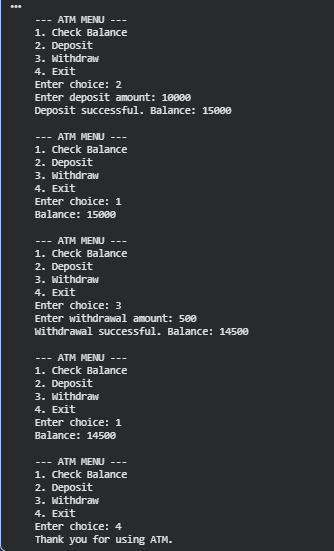 --- ATM MENU ---
1. Check Balance
2. Deposit
3. Withdraw
4. Exit
Enter choice: 2
Enter deposit amount: 10000
Deposit successful. Balance: 15000
--- ATM MENU ---
1. Check Balance
2. Deposit
3. Withdraw
4. Exit
Enter choice: 1
Balance: 15000
--- ATM MENU ---
1. Check Balance
2. Deposit
3. Withdraw
4. Exit
Enter choice: 3
Enter withdrawal amount: 500
Withdrawal successful. Balance: 14500
--- ATM MENU ---
1. Check Balance
2. Deposit
3. Withdraw
4. Exit
Enter choice: 1
Balance: 14500
--- ATM MENU ---
1. Check Balance
2. Deposit
3. Withdraw
4. Exit
Enter choice: 4
Thank you for using ATM.